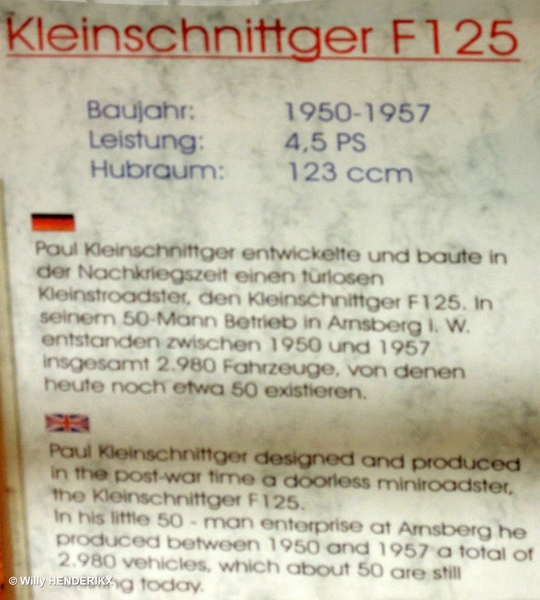 Kleinschnittger F125
Baujahr: 1950-1957
Leistung: 4,5 PS
Hubraum: 123 ccm
Paul Kleinschnittger entwickelte und baute in
der Nachkriegszeit einen türlosen
Kleinstroadster, den Kleinschnittger F125. In
seinem 50-Mann Betrieb in Arnsberg i. W.
entstanden zwischen 1950 und 1957
insgesamt 2.980 Fahrzeuge, von denen
heute noch etwa 50 existieren.
Paul Kleinschnittger designed and produced
in the post-war time a doorless miniroadster,
the Kleinschnittger F125.
In his little 50 - man enterprise at Arnsberg he
produced between 1950 and 1957 a total of
2.980 vehicles, which about 50 are still
today.
© Willy HENDERIKX